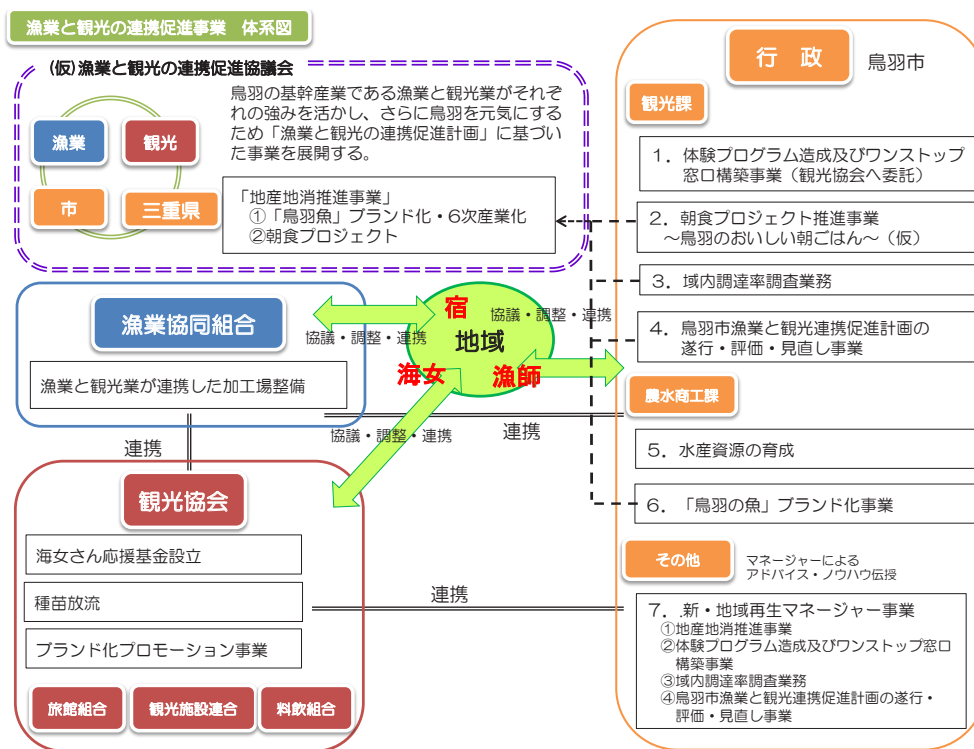 漁業と観光の連携促進事業 体系図
(仮)漁業と観光の連携促進協議会
漁業
観光
市
三重県
鳥羽の基幹産業である漁業と観光業がそれぞ
れの強みを活かし、さらに鳥羽を元気にする
ため「漁業と観光の連携促進計画」に基づい
た事業を展開する。
「地産地消推進事業」
①「鳥羽魚」ブランド化・6次産業化
②朝食プロジェクト
漁業協同組合
漁業と観光業が連携した加工場整備
宿
地域
海女
漁師
協議・調整・連携
協議・調整・連携
協議・調整・連携
連携
連携
観光協会
海女さん応援基金設立
種苗放流
ブランド化プロモーション事業
旅館組合
観光施設連合
料飲組合
連携
行 政
鳥羽市
観光課
1.体験プログラム造成及びワンストップ
窓口構築事業(観光協会へ委託)
2.朝食プロジェクト推進事業
~鳥羽のおいしい朝ごはん~(仮)
3.域内調達率調査業務
4.鳥羽市漁業と観光連携促進計画の
遂行・評価・見直し事業
農水商工課
5.水産資源の育成
6.「鳥羽の魚」ブランド化事業
その他
マネージャーによる
アドバイス・ノウハウ伝授
7.新・地域再生マネージャー事業
①地産地消推進事業
②体験プログラム造成及びワンストップ窓口
構築事業
③域内調達率調査業務
④鳥羽市漁業と観光連携促進計画の遂行・
評価・見直し事業